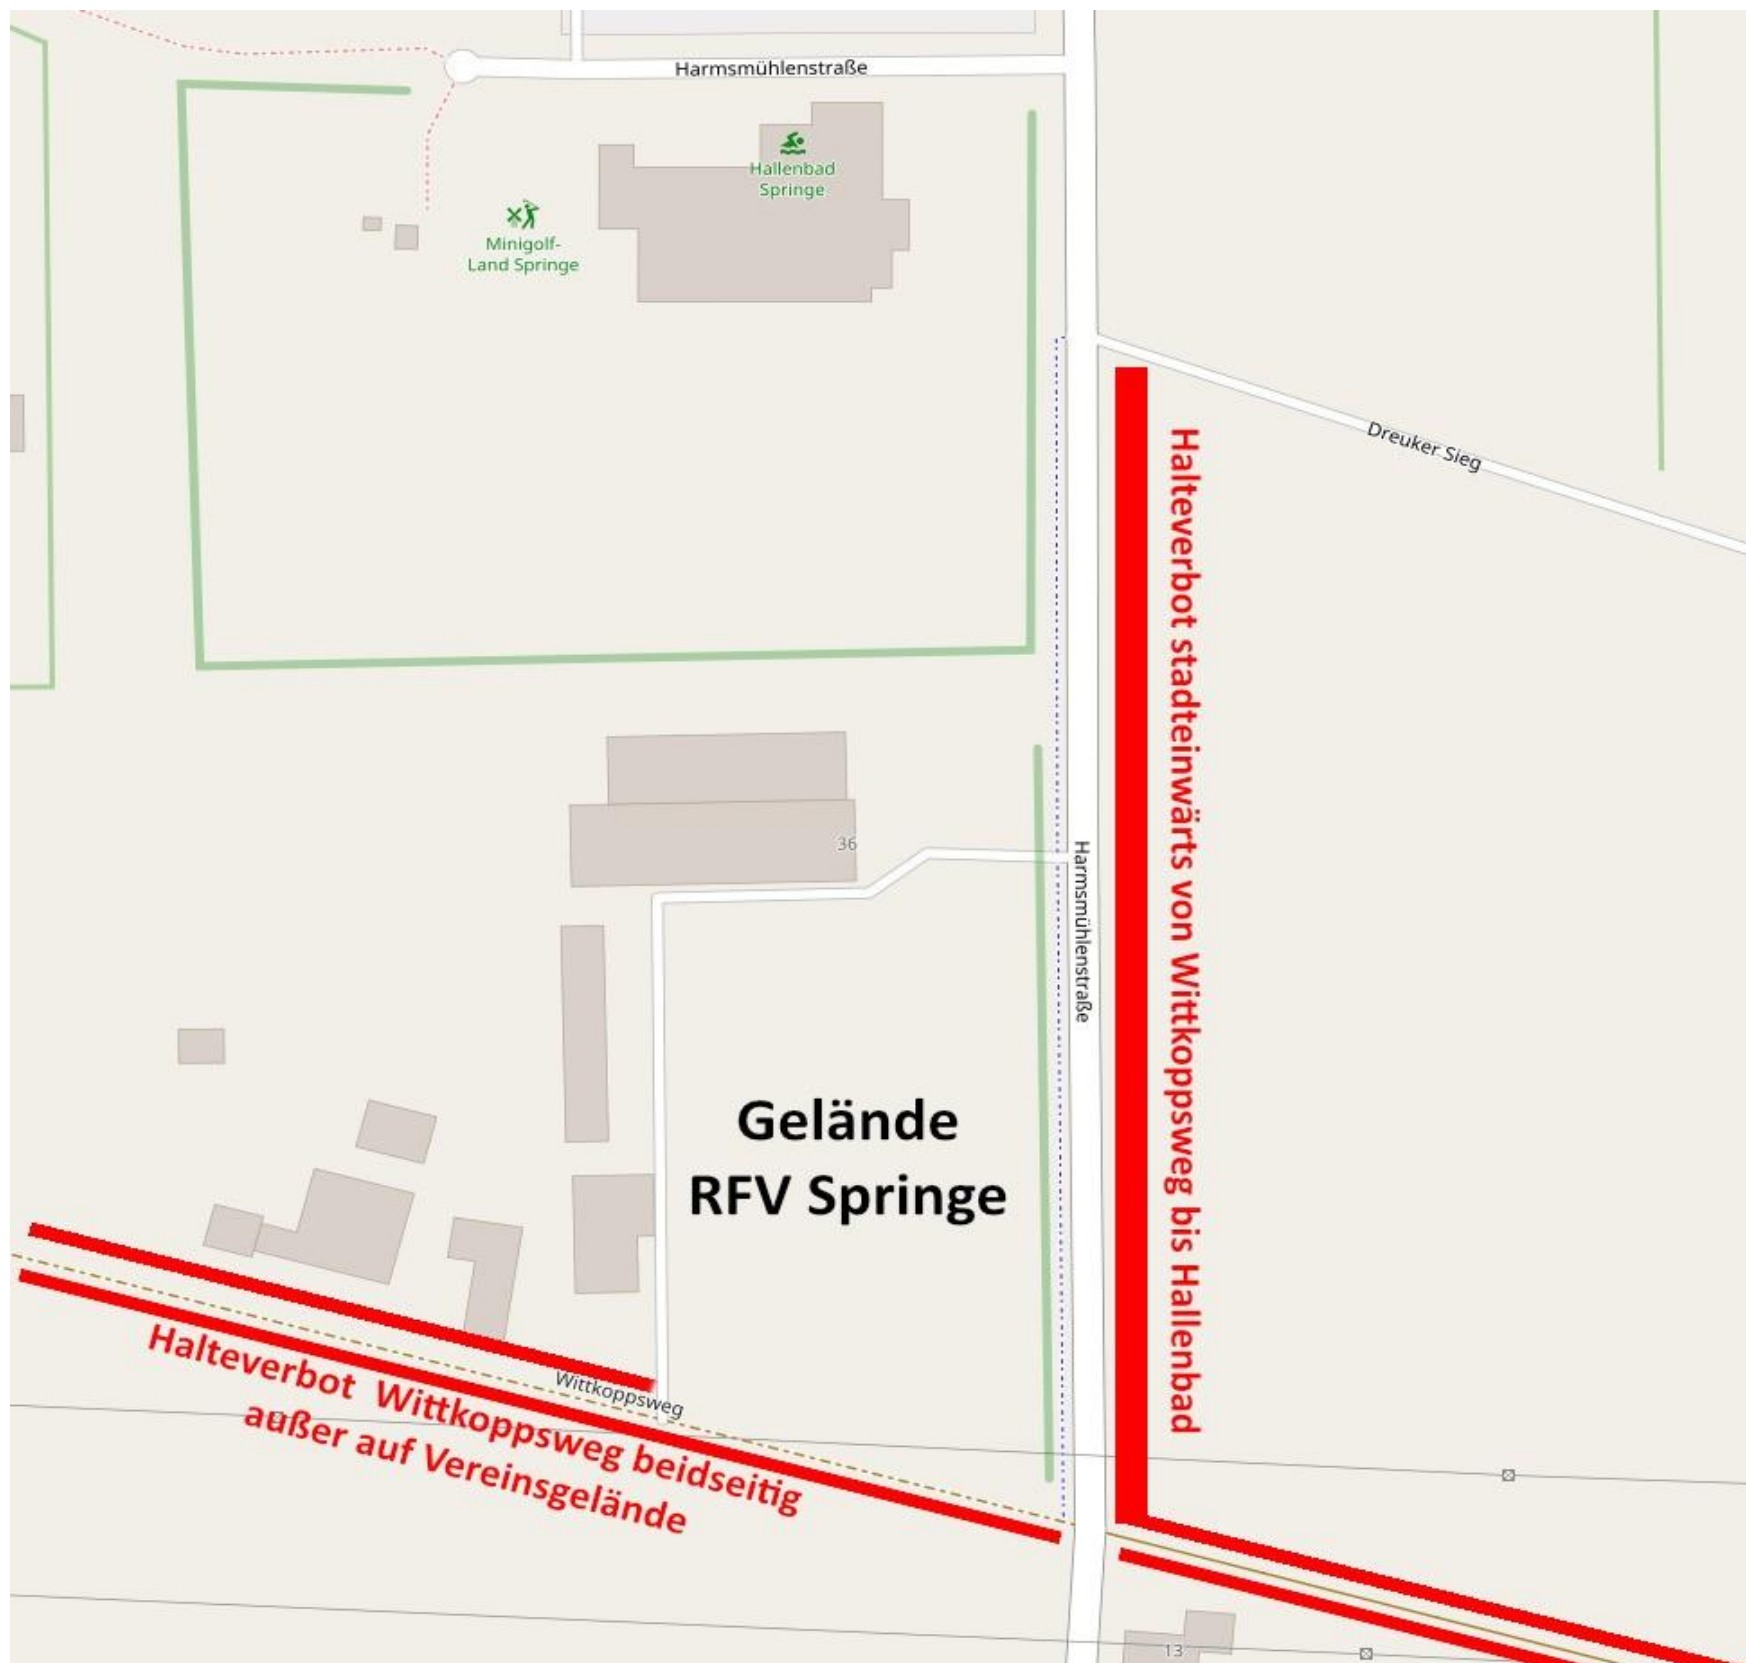 Harmsmühlenstraße
Hallenbad
Springe
Minigolf-
Land Springe
Dreuker Sieg
Halteverbot stadteinwärts von Wittkoppsweg bis Hallenbad
36
Harmsmühlenstraße
Gelände
RFV Springe
Wittkoppsweg
Halteverbot Wittkoppsweg beidseitig
außer auf Vereinsgelände
13